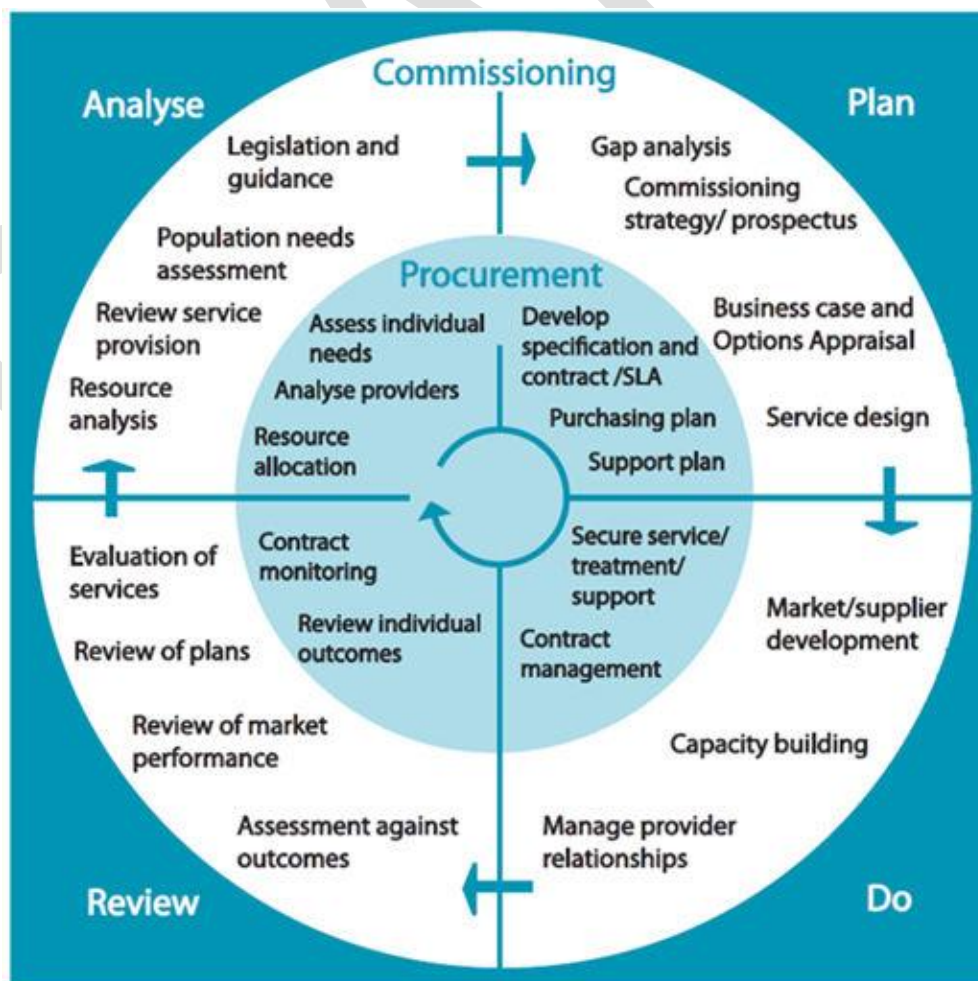 Commissioning
Analyse
Legislation and
guidance
Population needs
assessment
Review service
provision
Resource
analysis
Plan
Gap analysis
Commissioning
strategy/ prospectus
Business case and
Options Appraisal
Service design
Procurement
Assess individual
needs
Analyse providers
Resource
allocation
Develop
specification and
contract /SLA
Purchasing plan
Support plan
Contract
monitoring
Review individual
outcomes
Secure service/
treatment/
support
Contract
management
Evaluation of
services
Review of plans
Review of market
performance
Assessment against
outcomes
Review
Market/supplier
development
Capacity building
Manage provider
relationships
Do